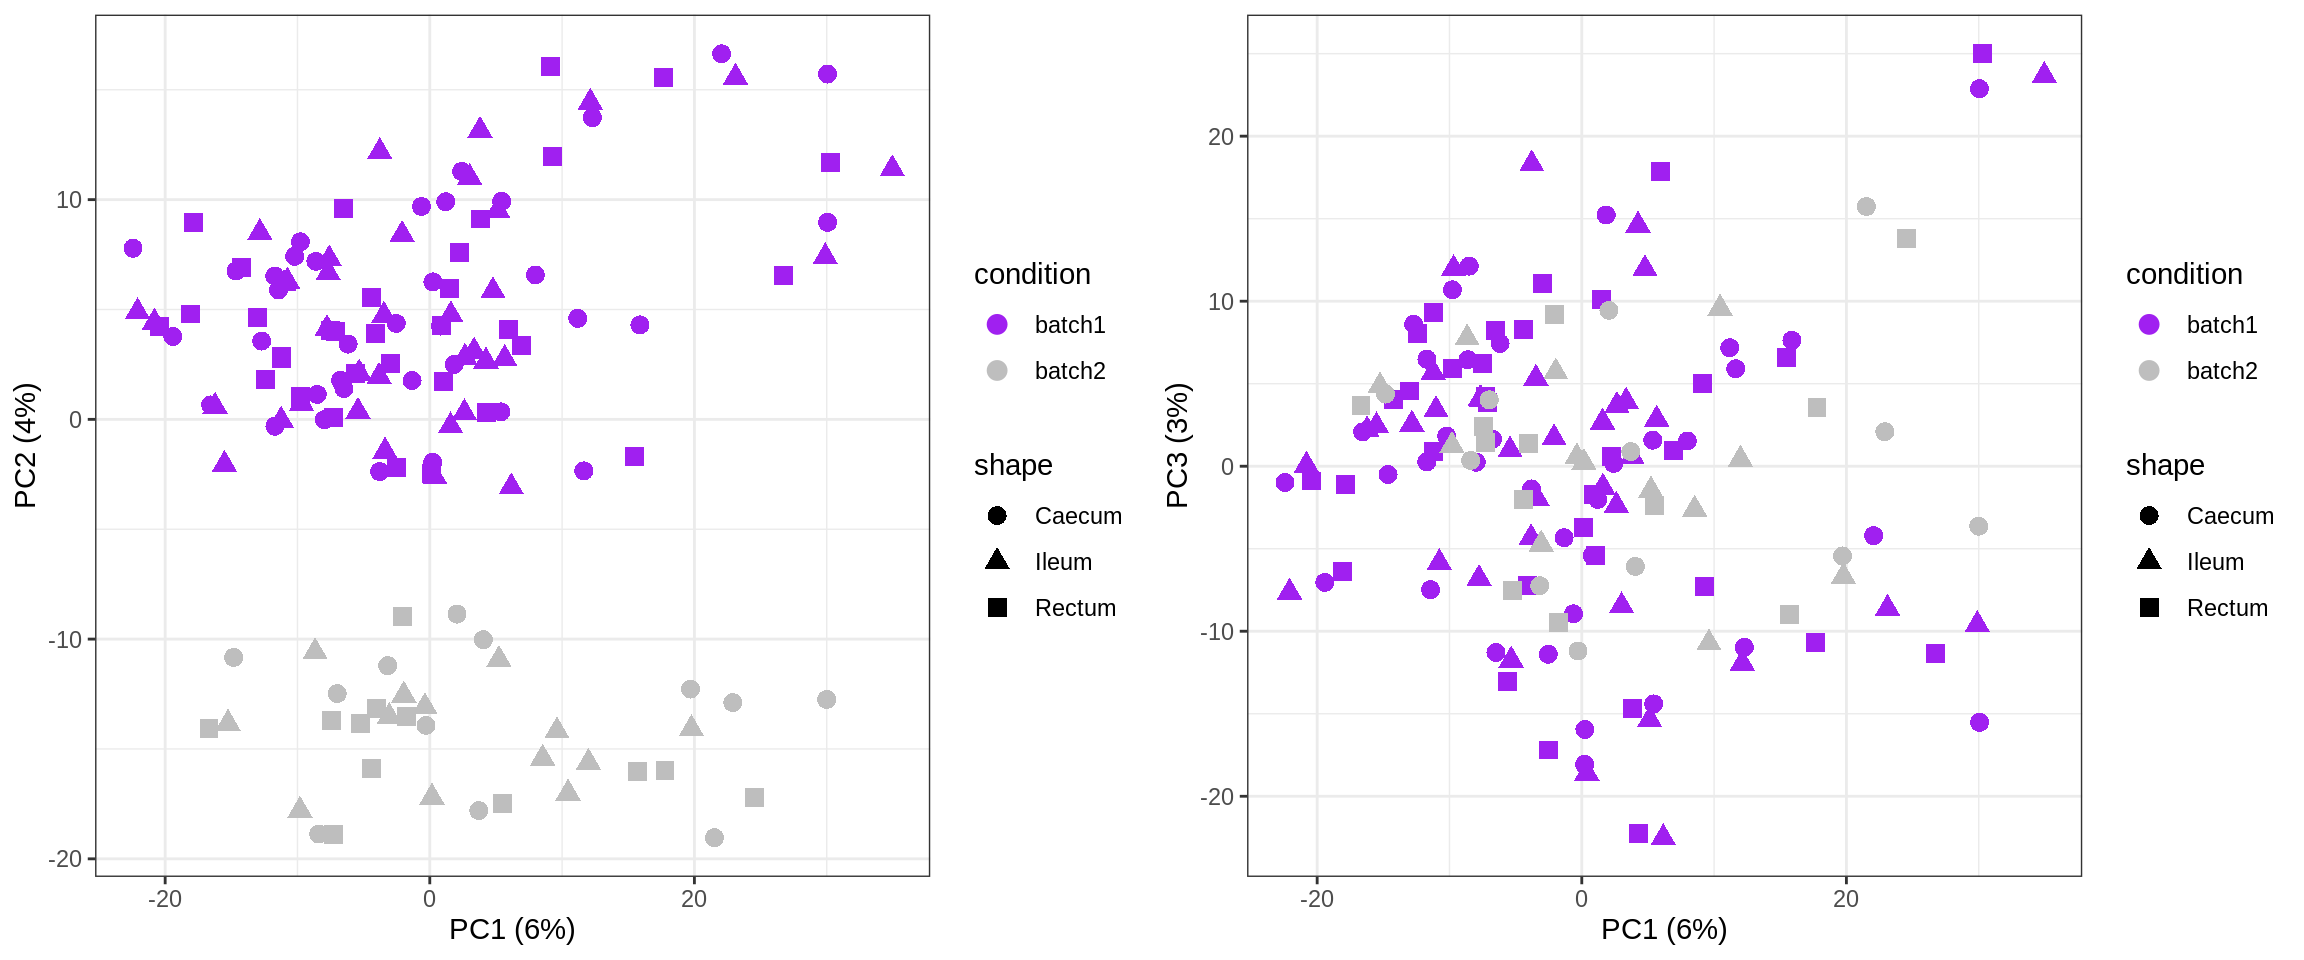 10
0
-10
-20
PC2 (4%)
-20
0
20
PC1 (6%)
condition
batch1
batch2
shape
Caecum
Ileum
Rectum
20
10
0
-10
-20
PC3 (3%)
-20
0
20
PC1 (6%)
condition
batch1
batch2
shape
Caecum
Ileum
Rectum